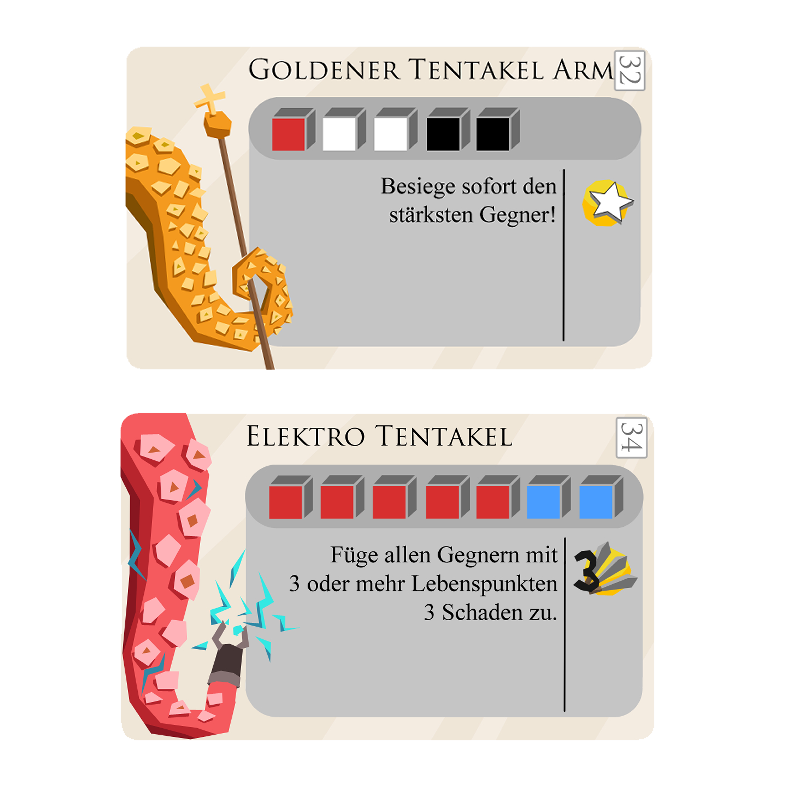 GOLDENER TENTAKEL ARM
32
Besiege sofort den
stärksten Gegner!
ELEKTRO TENTAKEL
34
Füge allen Gegnern mit
3 oder mehr Lebenspunkten
3 Schaden zu.
3